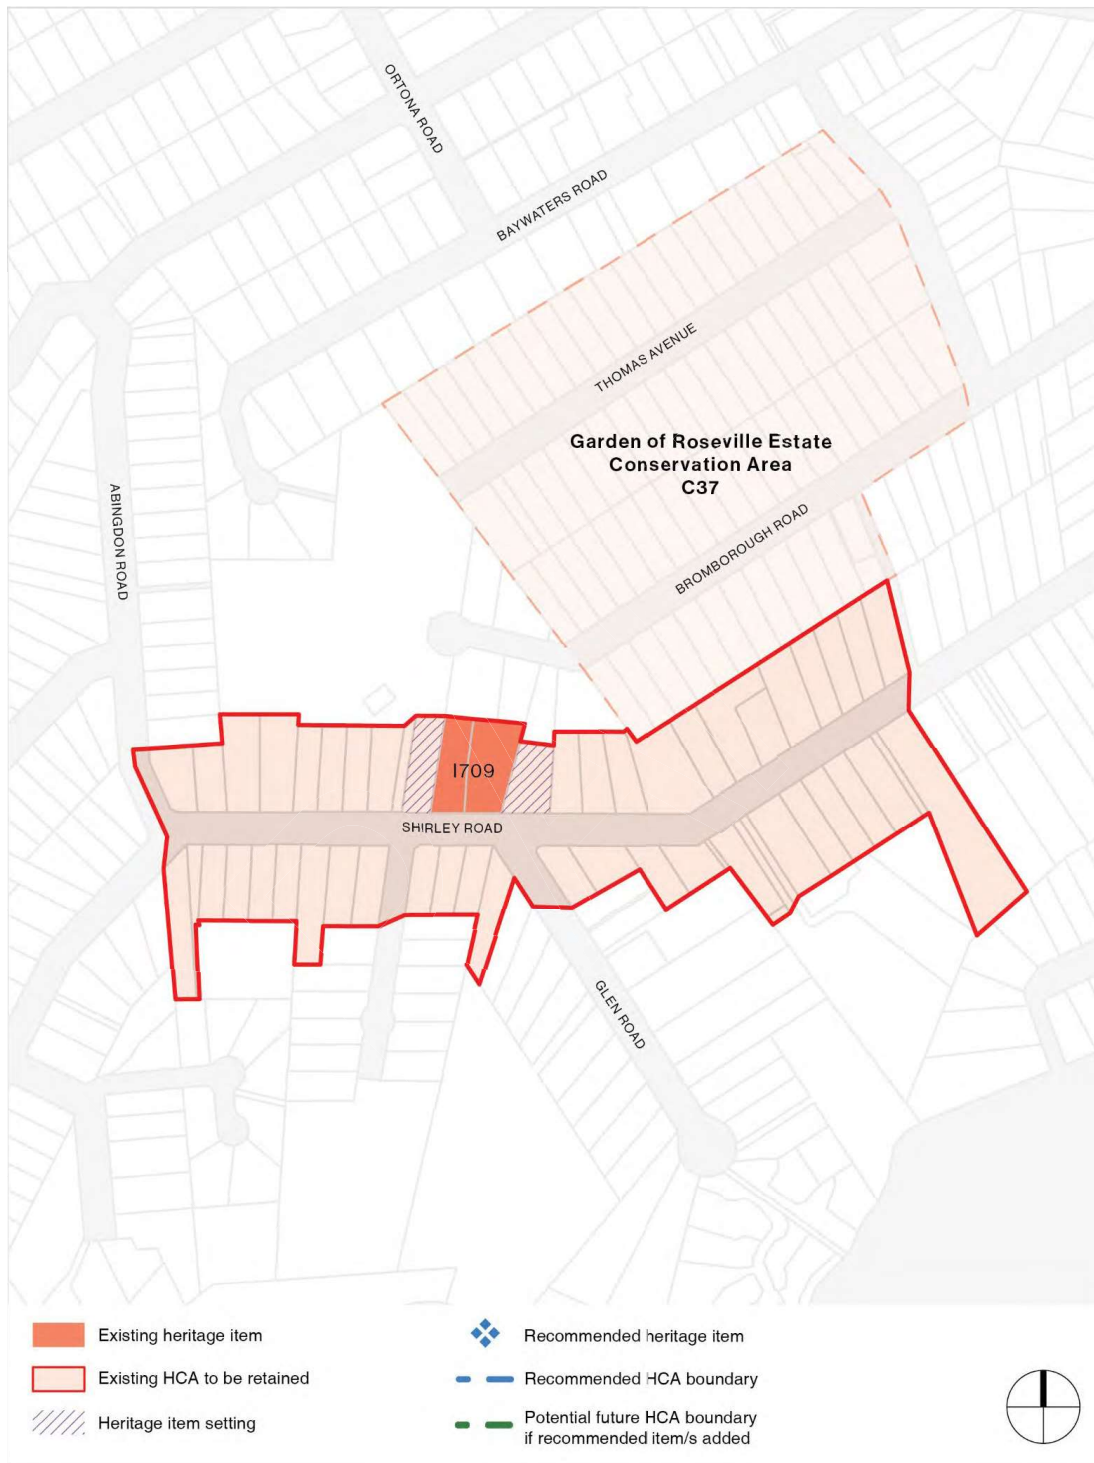 ORTONA ROAD
BAYWATERS ROAD
THOMAS AVENUE
Garden of Roseville Estate
Conservation Area
C37
ABINGDON ROAD
BROMBOROUGH ROAD
I709
SHIRLEY ROAD
GLEN ROAD
Existing heritage item
Existing HCA to be retained
Heritage item setting
Recommended heritage item
Recommended HCA boundary
Potential future HCA boundary
if recommended item/s added